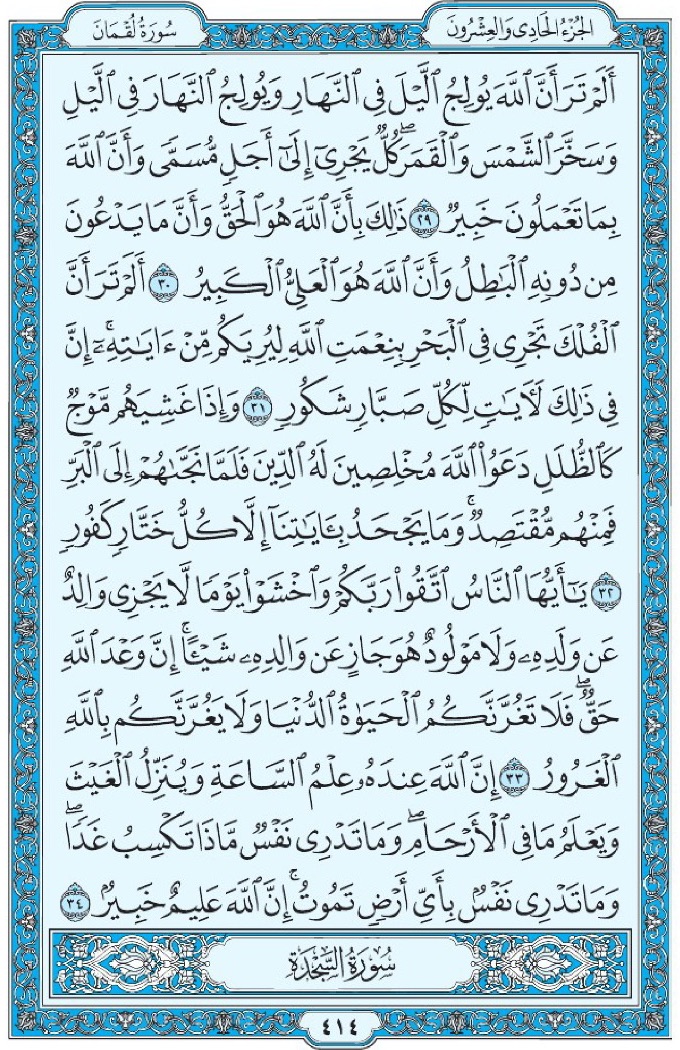 الجُزْءُ الحَادِي وَالعِشْرُونَ
سُورَةُ لُقْمَانَ
أَلَمْ تَرَ أَنَّ ٱللَّهَ يُولِجُ ٱلَّيْلَ فِي ٱلنَّهَارِ وَيُولِجُ ٱلنَّهَارَ فِي ٱلَّيْلِ
وَسَخَّرَ ٱلشَّمْسَ وَٱلْقَمَرَۖ كُلٌّ يَجْرِيٓ إِلَىٰٓ أَجَلٍ مُّسَمًّى وَأَنَّ ٱللَّهَ
بِمَا تَعْمَلُونَ خَبِيرٌ ٢٩ ذَٰلِكَ بِأَنَّ ٱللَّهَ هُوَ ٱلْحَقُّ وَأَنَّ مَا يَدْعُونَ
مِن دُونِهِ ٱلْبَٰطِلُ وَأَنَّ ٱللَّهَ هُوَ ٱلْعَلِيُّ ٱلْكَبِيرُ ٣٠ أَلَمْ تَرَ أَنَّ
ٱلْفُلْكَ تَجْرِي فِي ٱلْبَحْرِ بِنِعْمَتِ ٱللَّهِ لِيُرِيَكُم مِّنْ ءَايَٰتِهِۦٓۚ إِنَّ
فِي ذَٰلِكَ لَأٓيَٰتٍ لِّكُلِّ صَبَّارٍ شَكُورٍ ٣١ وَإِذَا غَشِيَهُم مَّوْجٌ
كَٱلظُّلَلِ دَعَوُاْ ٱللَّهَ مُخْلِصِينَ لَهُ ٱلدِّينَ فَلَمَّا نَجَّىٰهُمْ إِلَى ٱلْبَرِّ
فَمِنْهُم مُّقْتَصِدٌۚ وَمَا يَجْحَدُ بِـَٔايَٰتِنَآ إِلَّا كُلُّ خَتَّارٍ كَفُورٍ
٣٢ يَٰٓأَيُّهَا ٱلنَّاسُ ٱتَّقُواْ رَبَّكُمْ وَٱخْشَوْاْ يَوْمًا لَّا يَجْزِي وَالِدٌ
عَن وَلَدِهِۦ وَلَا مَوْلُودٌ هُوَ جَازٍ عَن وَالِدِهِۦ شَيْـًٔاۚ إِنَّ وَعْدَ ٱللَّهِ
حَقٌّۖ فَلَا تَغُرَّنَّكُمُ ٱلْحَيَوٰةُ ٱلدُّنْيَا وَلَا يَغُرَّنَّكُم بِٱللَّهِ
ٱلْغَرُورُ ٣٣ إِنَّ ٱللَّهَ عِندَهُۥ عِلْمُ ٱلسَّاعَةِ وَيُنَزِّلُ ٱلْغَيْثَ
وَيَعْلَمُ مَا فِي ٱلْأَرْحَامِۖ وَمَا تَدْرِي نَفْسٌ مَّاذَا تَكْسِبُ غَدًاۖ
وَمَا تَدْرِي نَفْسُۢ بِأَيِّ أَرْضٍ تَمُوتُۚ إِنَّ ٱللَّهَ عَلِيمٌ خَبِيرُۢ ٣٤
سُورَةُ السَّجْدَةِ
٤١٤